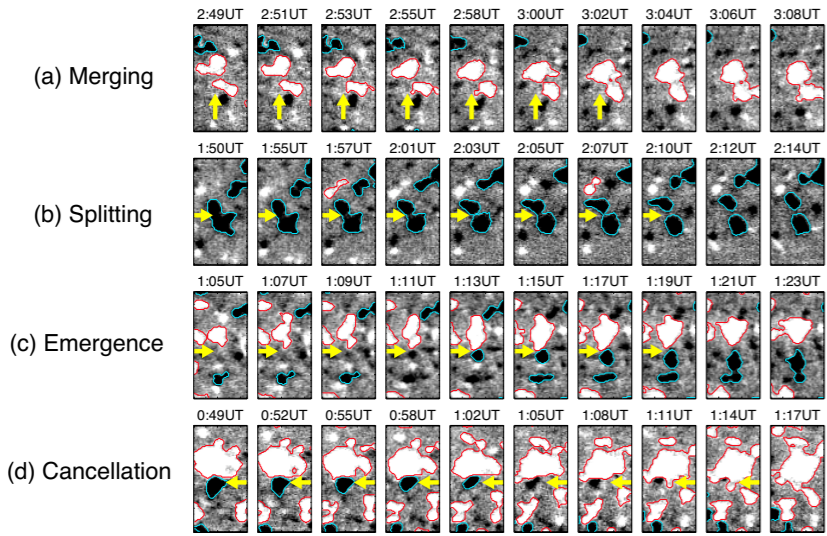 2:49UT 2:51UT 2:53UT 2:55UT 2:58UT 3:00UT 3:02UT 3:04UT 3:06UT 3:08UT
(a) Merging
1:50UT 1:55UT 1:57UT 2:01UT 2:03UT 2:05UT 2:07UT 2:10UT 2:12UT 2:14UT
(b) Splitting
1:05UT 1:07UT 1:09UT 1:11UT 1:13UT 1:15UT 1:17UT 1:19UT 1:21UT 1:23UT
(c) Emergence
0:49UT 0:52UT 0:55UT 0:58UT 1:02UT 1:05UT 1:08UT 1:11UT 1:14UT 1:17UT
(d) Cancellation